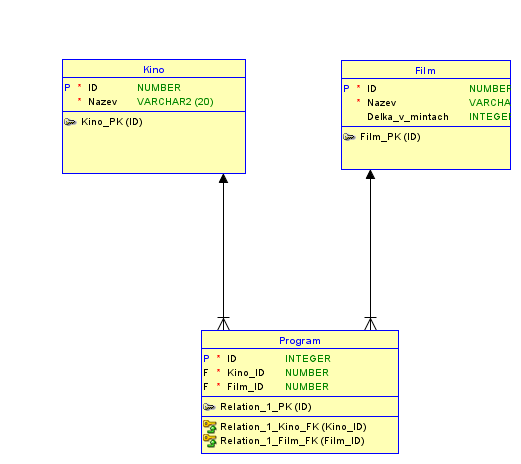 Kino
P * ID NUMBER
* Nazev VARCHAR2 (20)
Kino_PK (ID)
Film
P * ID NUMBER
* Nazev VARCHA
Delka_v_mintach INTEGE
Film_PK (ID)
Program
P * ID INTEGER
F * Kino_ID NUMBER
F * Film_ID NUMBER
Relation_1_PK (ID)
Relation_1_Kino_FK (Kino_ID)
Relation_1_Film_FK (Film_ID)